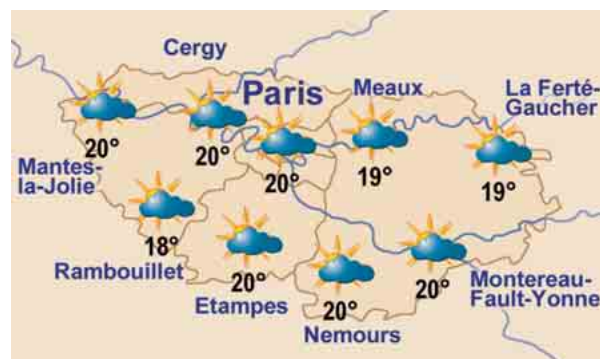 Cergy
Paris
Meaux
La Ferté-
Gaucher
20°
20°
20°
19°
19°
Mantes-
la-Jolie
18°
Rambouillet
20°
Etampes
20°
Nemours
20°
Montereau-
Fault-Yonne